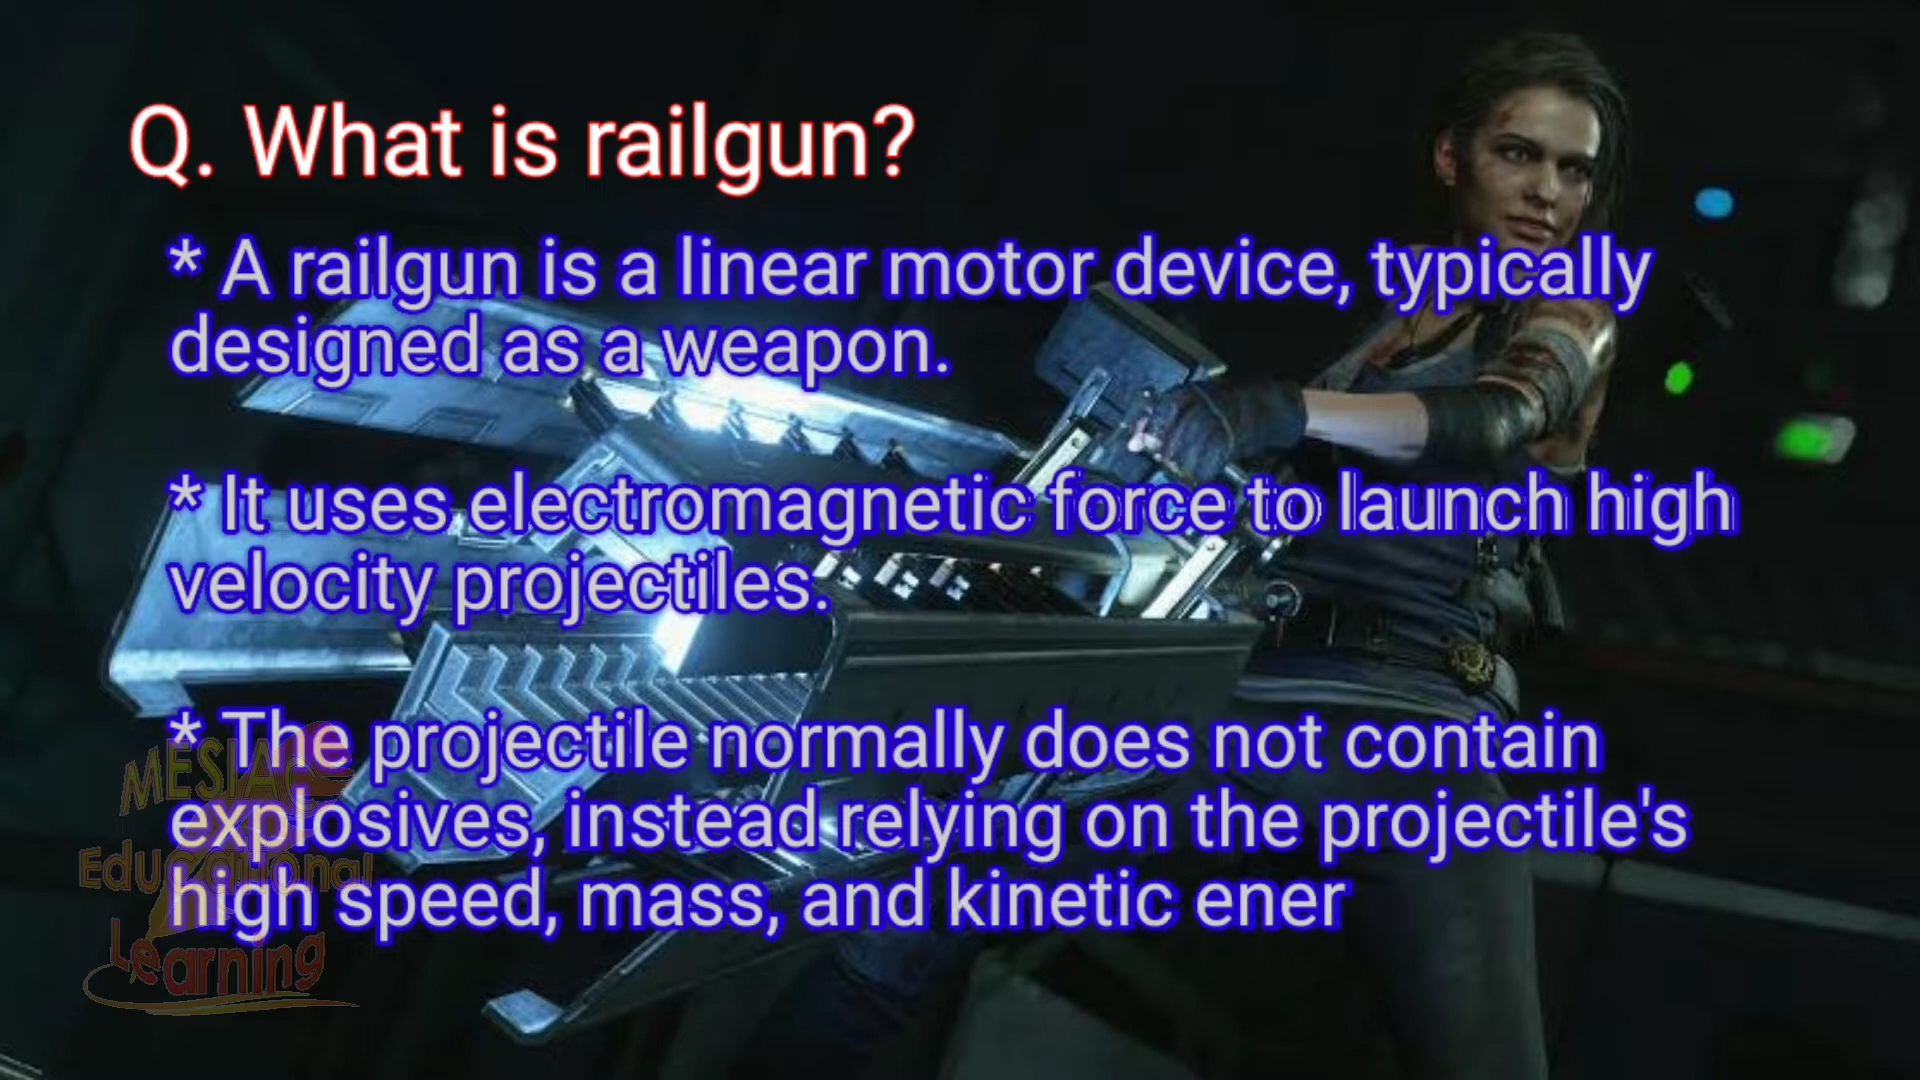 Q. What is railgun?
* A railgun is a linear motor device, typically
designed as a weapon.
* It uses electromagnetic force to launch high
velocity projectiles.
* The projectile normally does not contain
explosives, instead relying on the projectile's
high speed, mass, and kinetic ener
MESIA
Educational
Learning